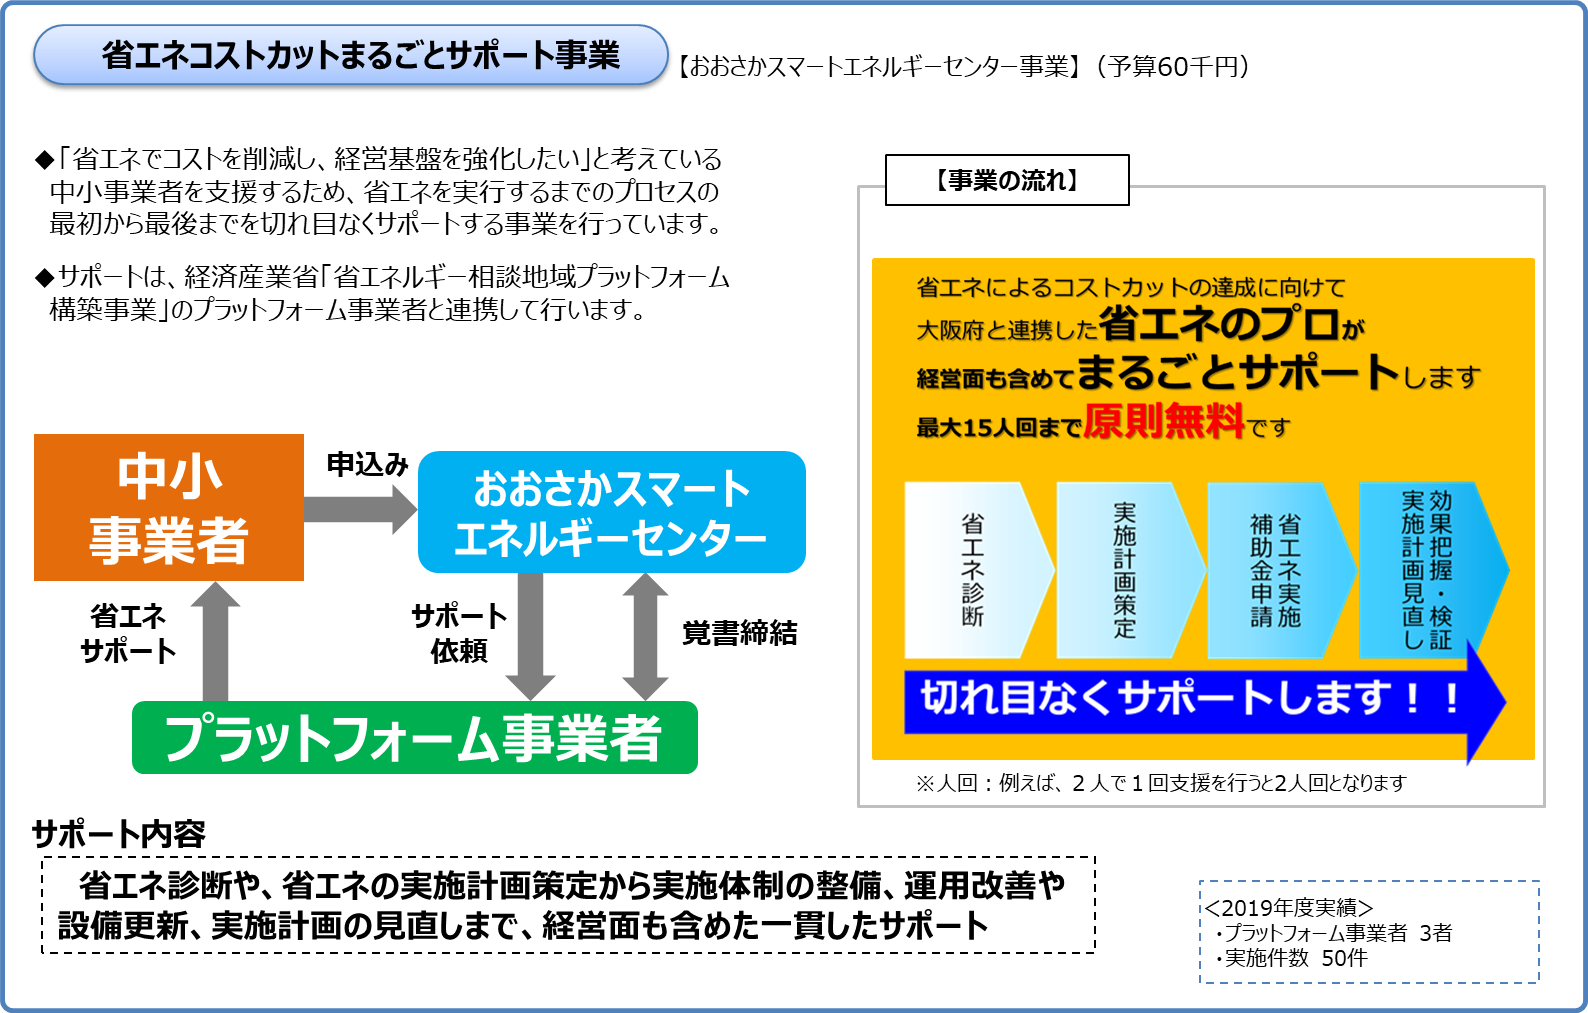 省エネコストカットまるごとサポート事業
【おおさかスマートエネルギーセンター事業】（予算60千円）
◆「省エネでコストを削減し、経営基盤を強化したい」と考えている
中小事業者を支援するため、省エネを実行するまでのプロセスの
最初から最後までを切れ目なくサポートする事業を行っています。
◆サポートは、経済産業省「省エネルギー相談地域プラットフォーム
構築事業」のプラットフォーム事業者と連携して行います。
中小
事業者
申込み
おおさかスマート
エネルギーセンター
省エネ
サポート
サポート
依頼
覚書締結
プラットフォーム事業者
【事業の流れ】
省エネによるコストカットの達成に向けて
大阪府と連携した省エネのプロが
経営面も含めてまるごとサポートします
最大15人回まで原則無料です
省エネ診断
実施計画策定
省エネ実施
補助金申請
効果把握・検証
実施計画見直し
切れ目なくサポートします！！
※人回：例えば、２人で１回支援を行うと2人回となります
サポート内容
省エネ診断や、省エネの実施計画策定から実施体制の整備、運用改善や
設備更新、実施計画の見直しまで、経営面も含めた一貫したサポート
＜2019年度実績＞
・プラットフォーム事業者 3者
・実施件数 50件